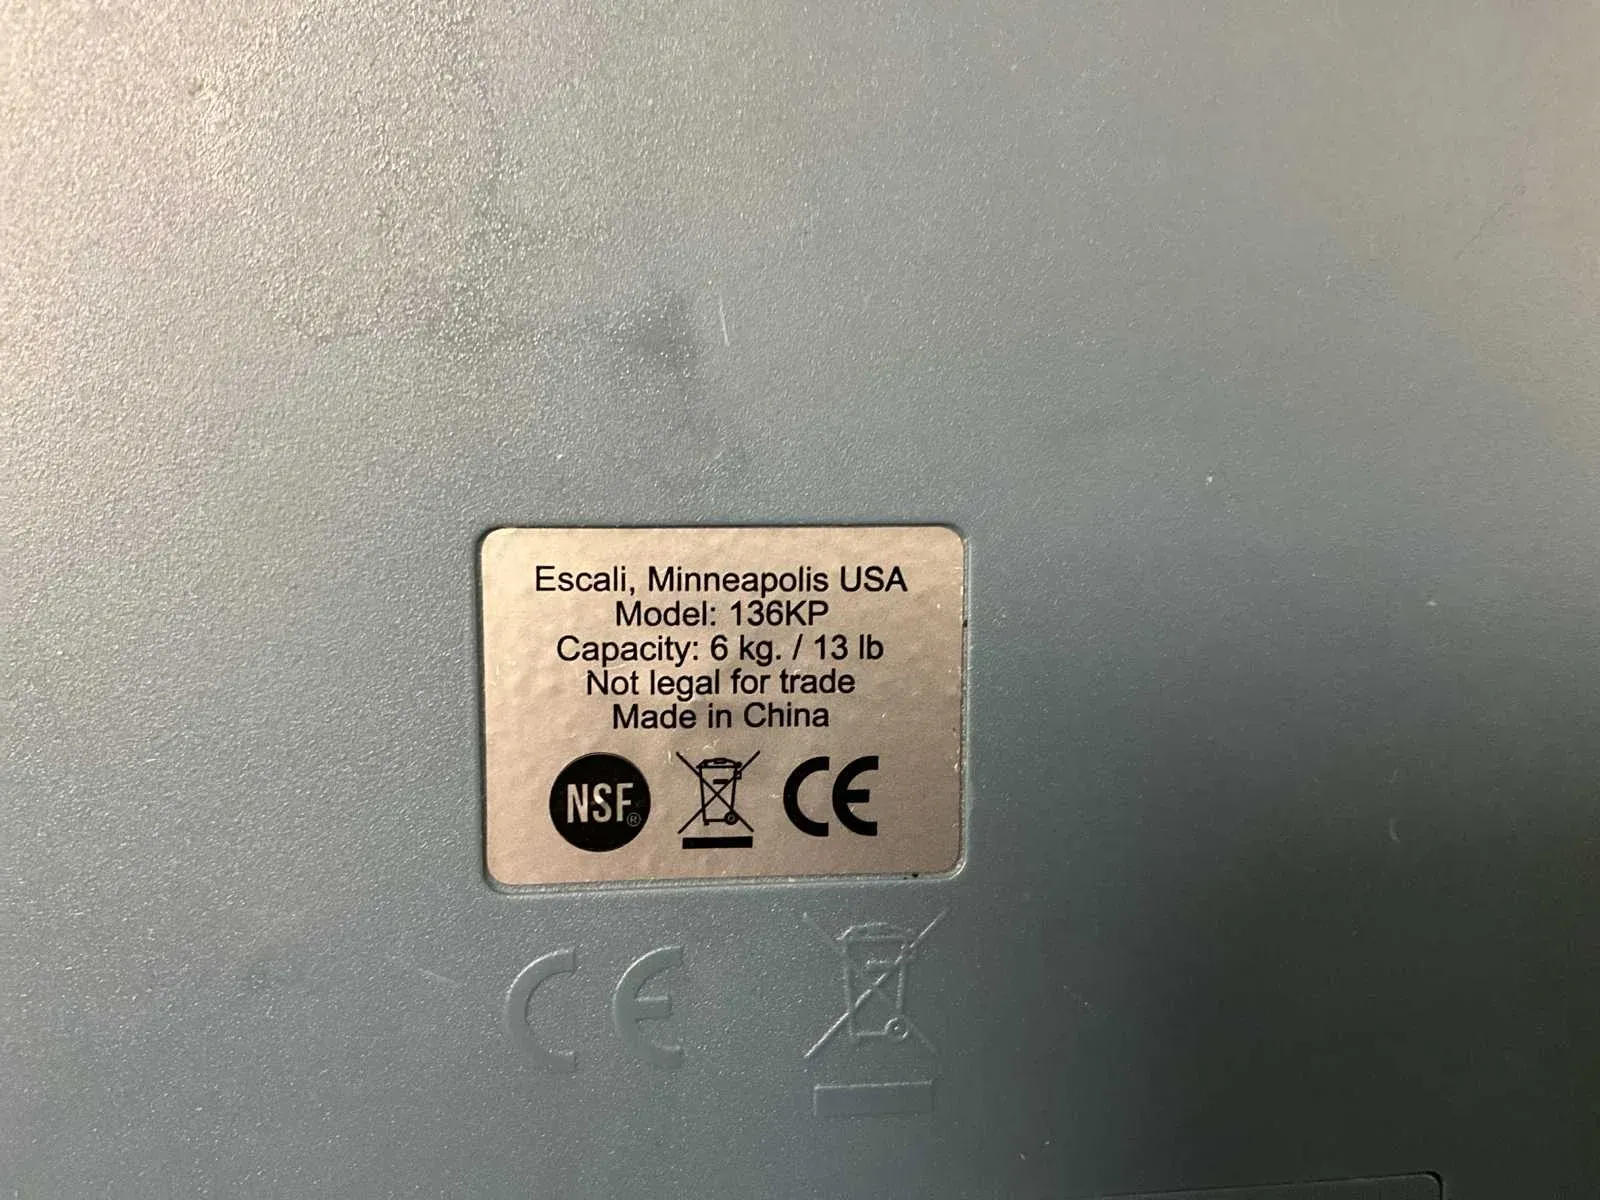 Escali, Minneapolis USA
Model: 136KP
Capacity: 6 kg. / 13 lb
Not legal for trade
Made in China
NSF® CE
CE